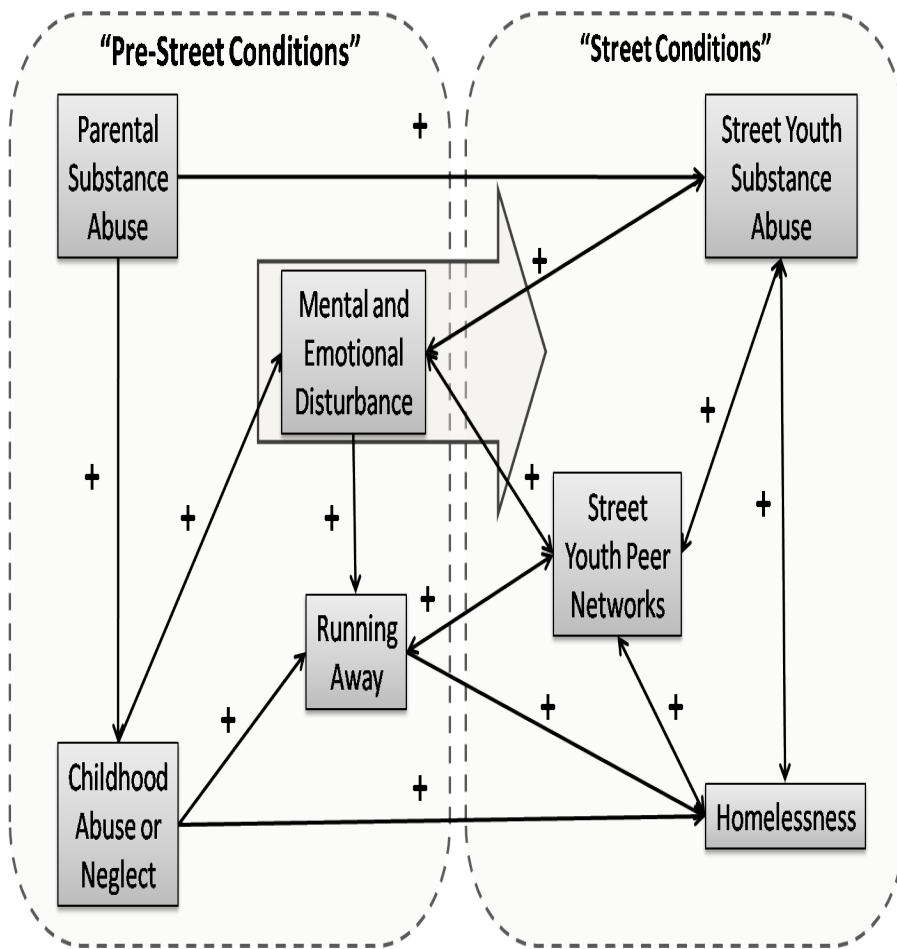 “Pre-Street Conditions”
“Street Conditions”
Parental
Substance
Abuse
+
Street Youth
Substance
Abuse
+
Mental and
Emotional
Disturbance
+
+
+
+
+
+
Street
Youth Peer
Networks
+
Running
Away
+
+
+
+
Childhood
Abuse or
Neglect
Homelessness